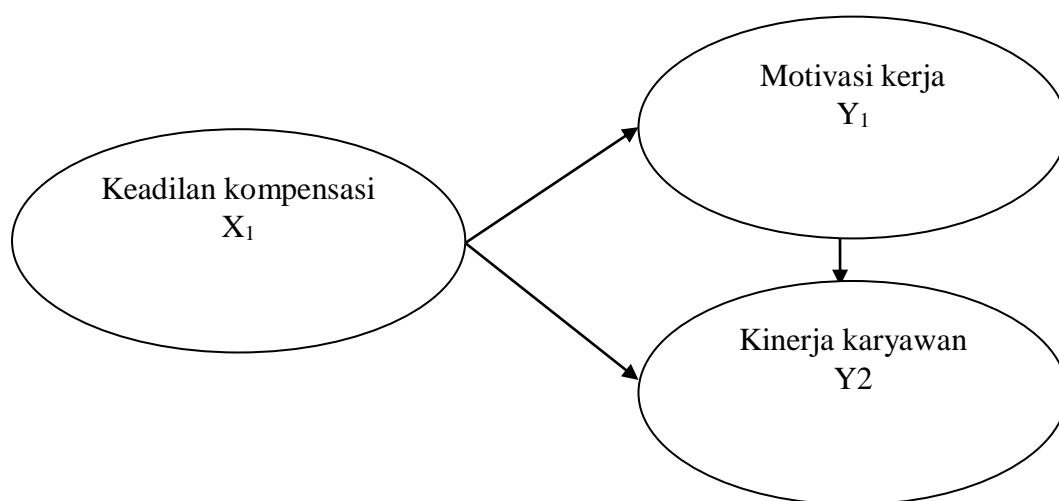 Motivasi kerja
Y₁
Keadilan kompensasi
X₁
Kinerja karyawan
Y2